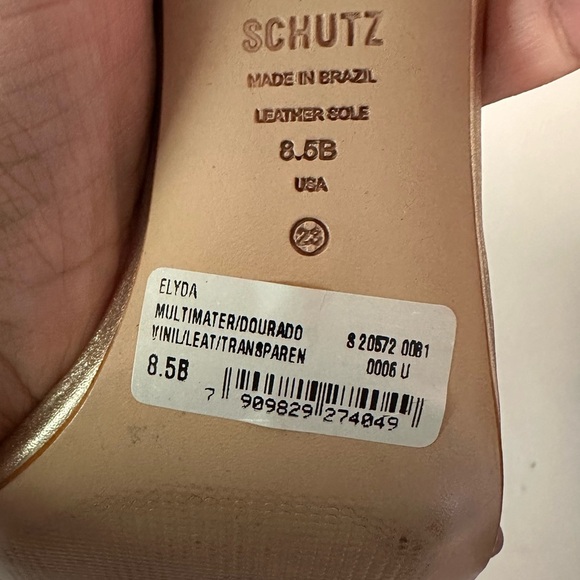 SCHUTZ
MADE IN BRAZIL
LEATHER SOLE
8.5B
USA
23
ELYDA
MULTIMATER/DOURADO
VINIL/LEAT/TRANSPAREN
S 20572 0081
0006 U
8.5B
7 909829 274049